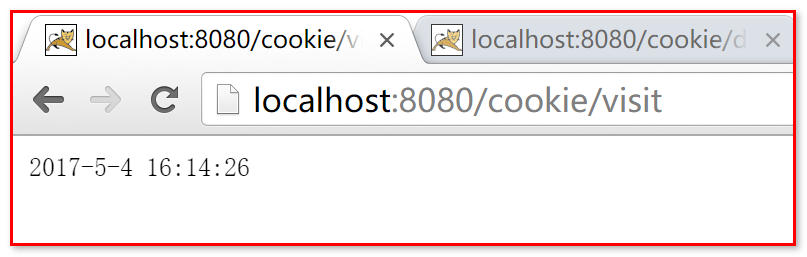 localhost:8080/cookie/v
localhost:8080/cookie/d
localhost:8080/cookie/visit
2017-5-4 16:14:26